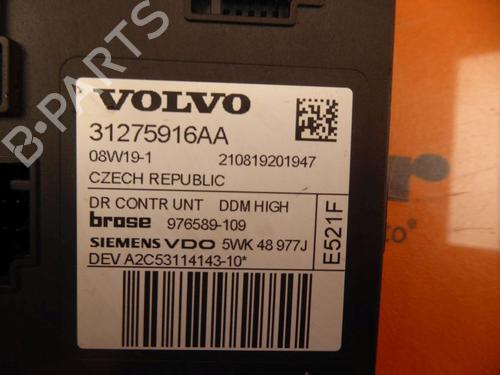 VOLVO
31275916AA
08W19-1 210819201947
CZECH REPUBLIC
DR CONTR UNT DDM HIGH
brose 976589-109
SIEMENS VDO 5WK 48 977J
DEV A2C53114143-10*
E521F
B-PARTS